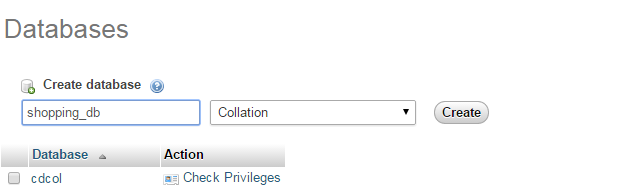 Databases
Create database
shopping_db Collation Create
Database Action
cdcol Check Privileges